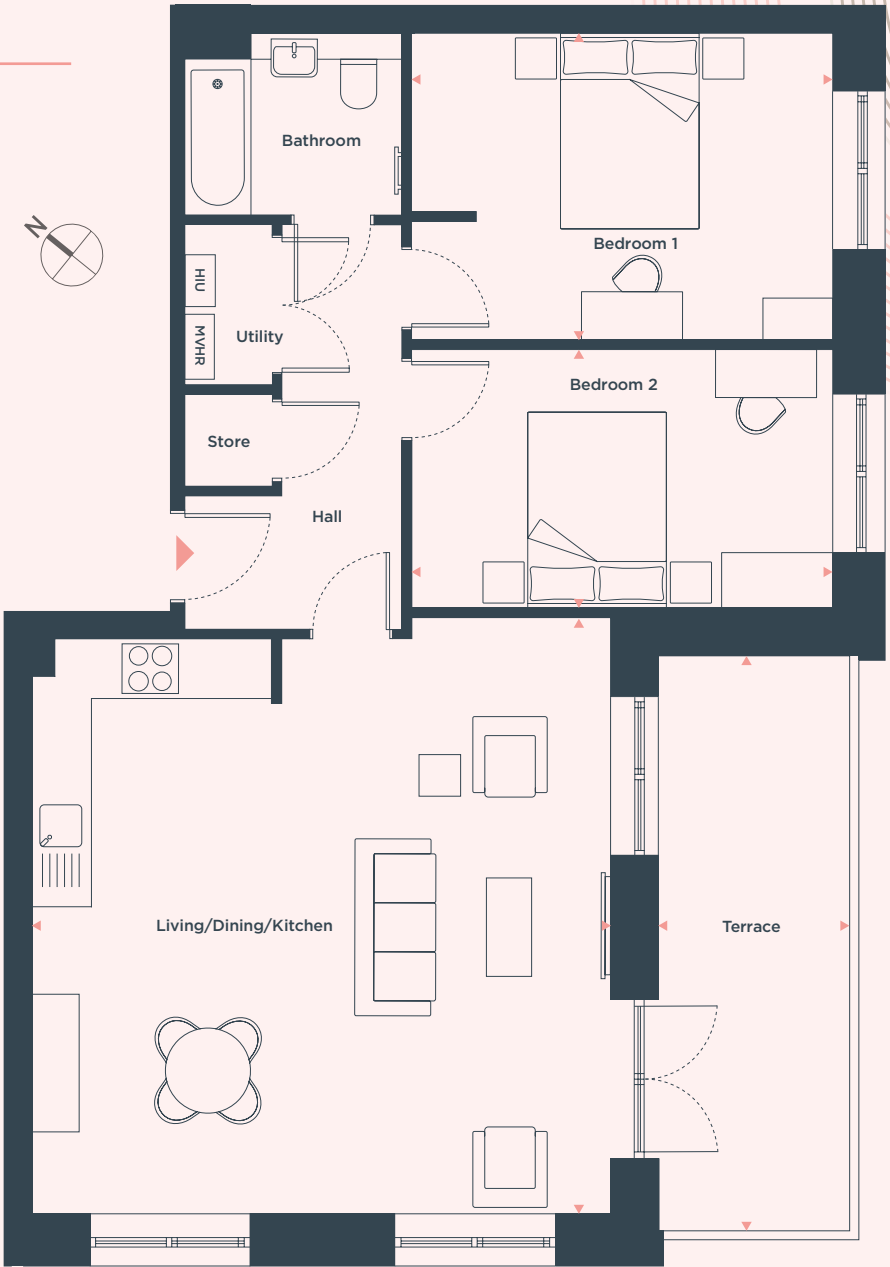 Bathroom
N
Bedroom 1
HIU
Utility
MVHR
Bedroom 2
Store
Hall
Living/Dining/Kitchen
Terrace